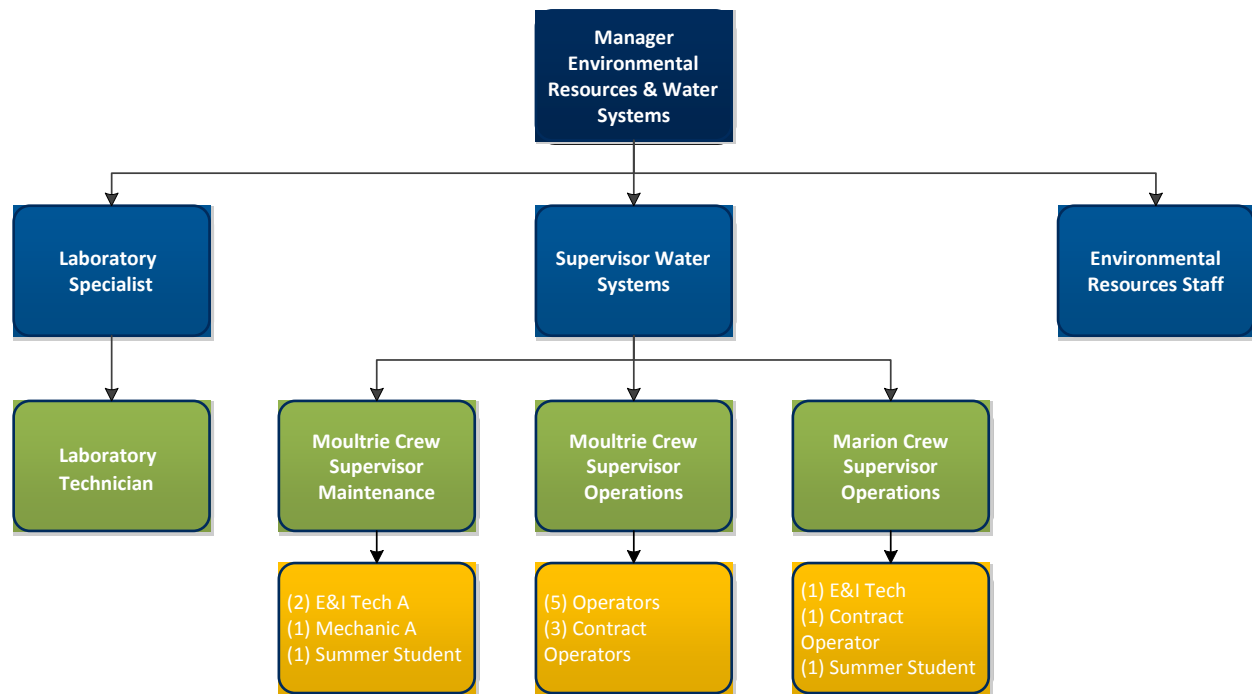 Manager
Environmental
Resources & Water
Systems
Laboratory
Specialist
Supervisor Water
Systems
Environmental
Resources Staff
Laboratory
Technician
Moultrie Crew
Supervisor
Maintenance
Moultrie Crew
Supervisor
Operations
Marion Crew
Supervisor
Operations
(2) E&I Tech A
(1) Mechanic A
(1) Summer Student
(5) Operators
(3) Contract
Operators
(1) E&I Tech
(1) Contract
Operator
(1) Summer Student